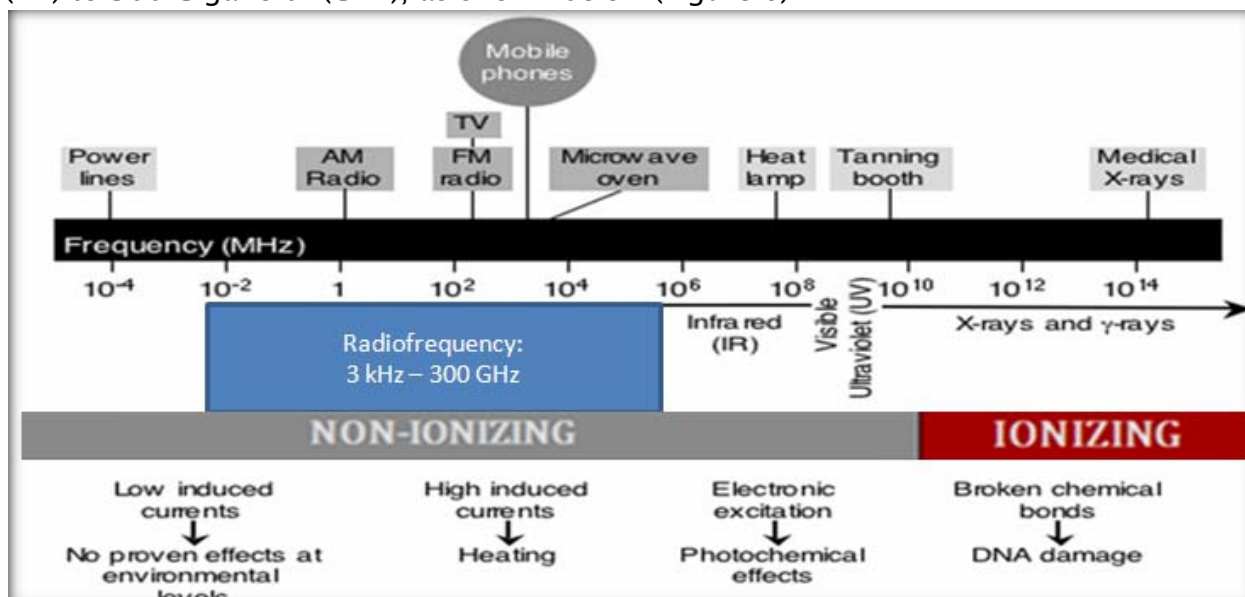 Mobile
phones
TV
Power
lines
AM
Radio
FM
radio
Microwave
oven
Heat
lamp
Tanning
booth
Medical
X-rays
Frequency (MHz)
10⁻⁴ 10⁻² 1 10² 10⁴ 10⁶ 10⁸ 10¹⁰ 10¹² 10¹⁴
Radiofrequency:
3 kHz – 300 GHz
Infrared
(IR)
Visible
Ultraviolet (UV)
X-rays and γ-rays
NON-IONIZING
IONIZING
Low induced
currents
No proven effects at
environmental
levels
High induced
currents
Heating
Electronic
excitation
Photochemical
effects
Broken chemical
bonds
DNA damage